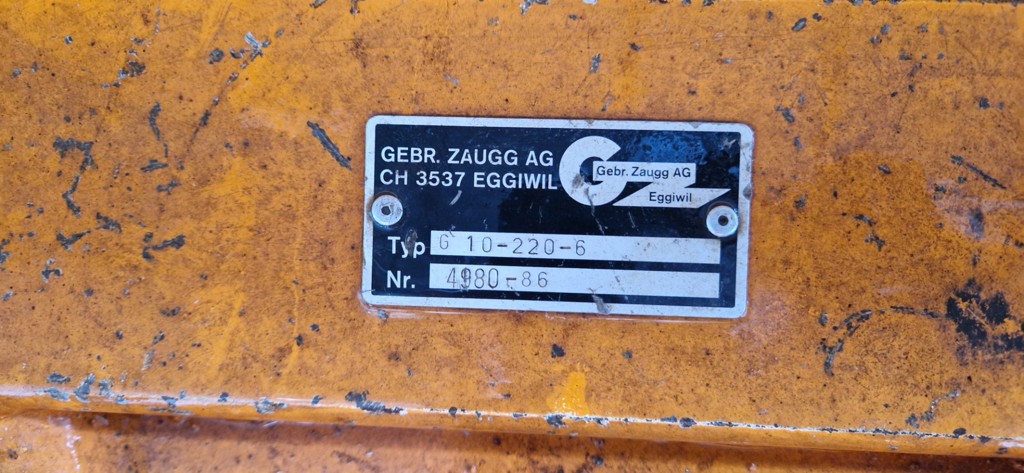 GEBR. ZAUGG AG
CH 3537 EGGIWIL
Gebr. Zaugg AG
Eggiwil
Typ G 10-220-6
Nr. 4980-86